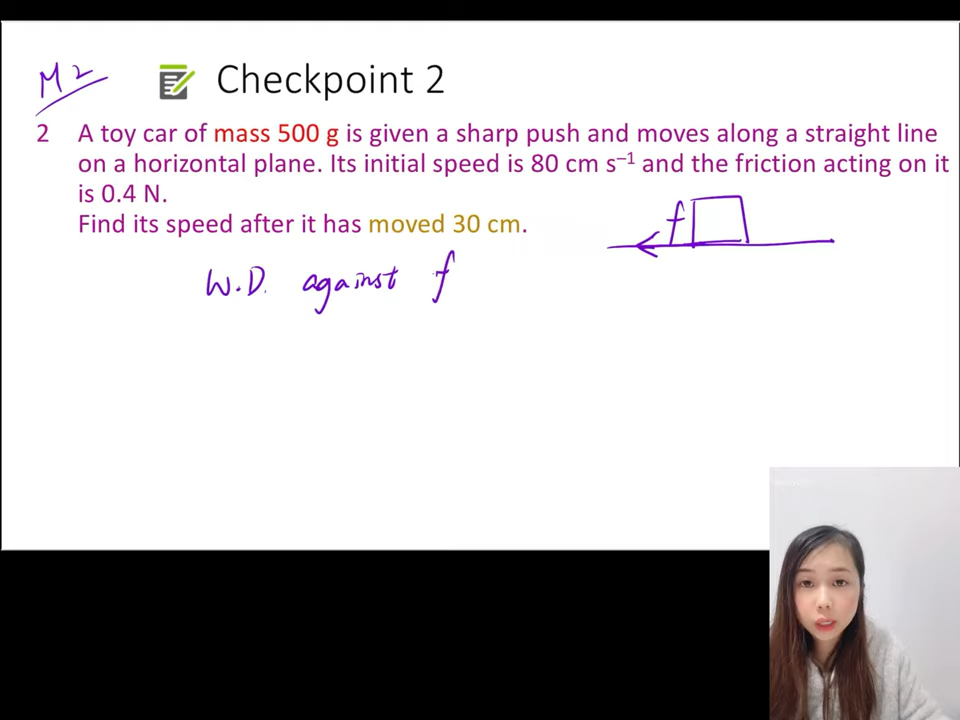 M2
Checkpoint 2
2 A toy car of mass 500 g is given a sharp push and moves along a straight line
on a horizontal plane. Its initial speed is 80 cm s⁻¹ and the friction acting on it
is 0.4 N.
Find its speed after it has moved 30 cm.
f
W.D. against f